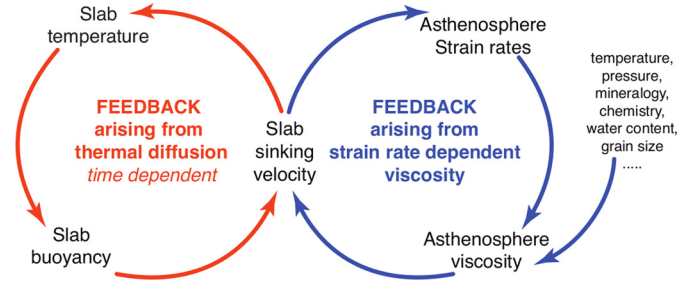 Slab
temperature
FEEDBACK
arising from
thermal diffusion
time dependent
Slab
buoyancy
Slab
sinking
velocity
Asthenosphere
Strain rates
FEEDBACK
arising from
strain rate dependent
viscosity
Asthenosphere
viscosity
temperature,
pressure,
mineralogy,
chemistry,
water content,
grain size
.....